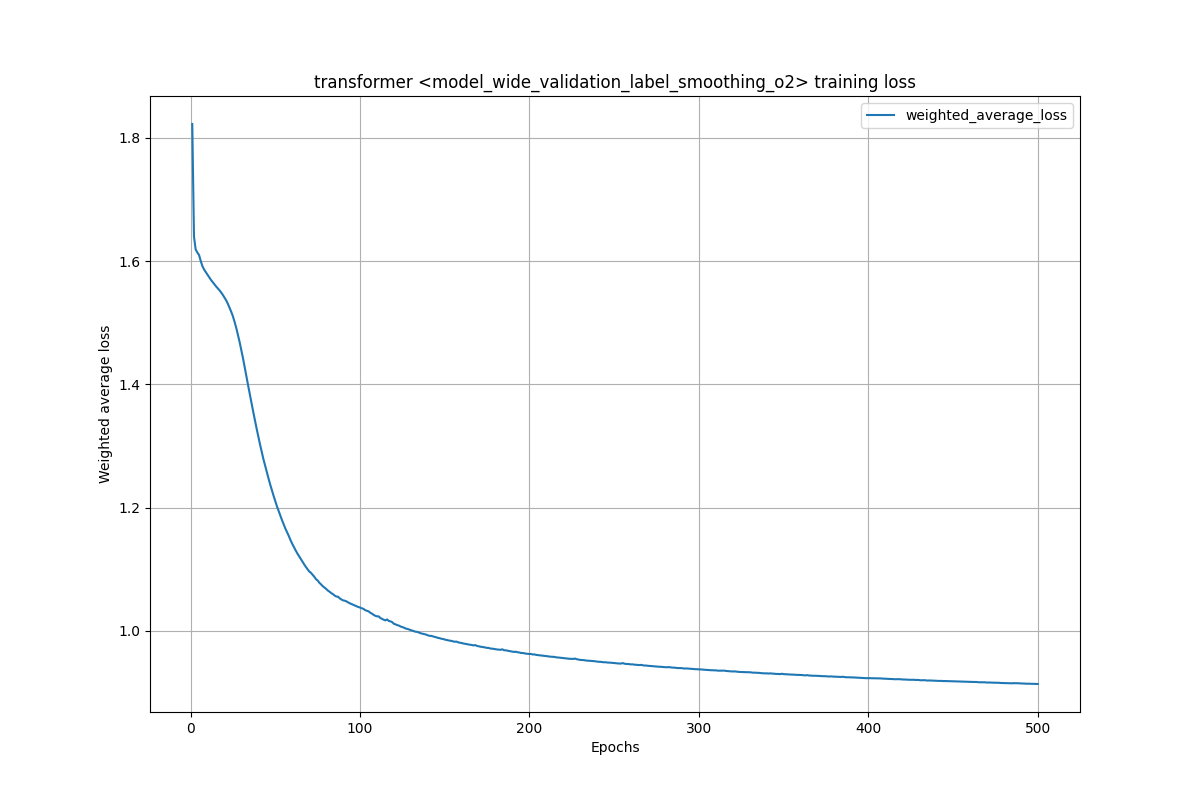 transformer <model_wide_validation_label_smoothing_o2> training loss
weighted_average_loss
Weighted average loss
1.8
1.6
1.4
1.2
1.0
0
100
200
300
400
500
Epochs